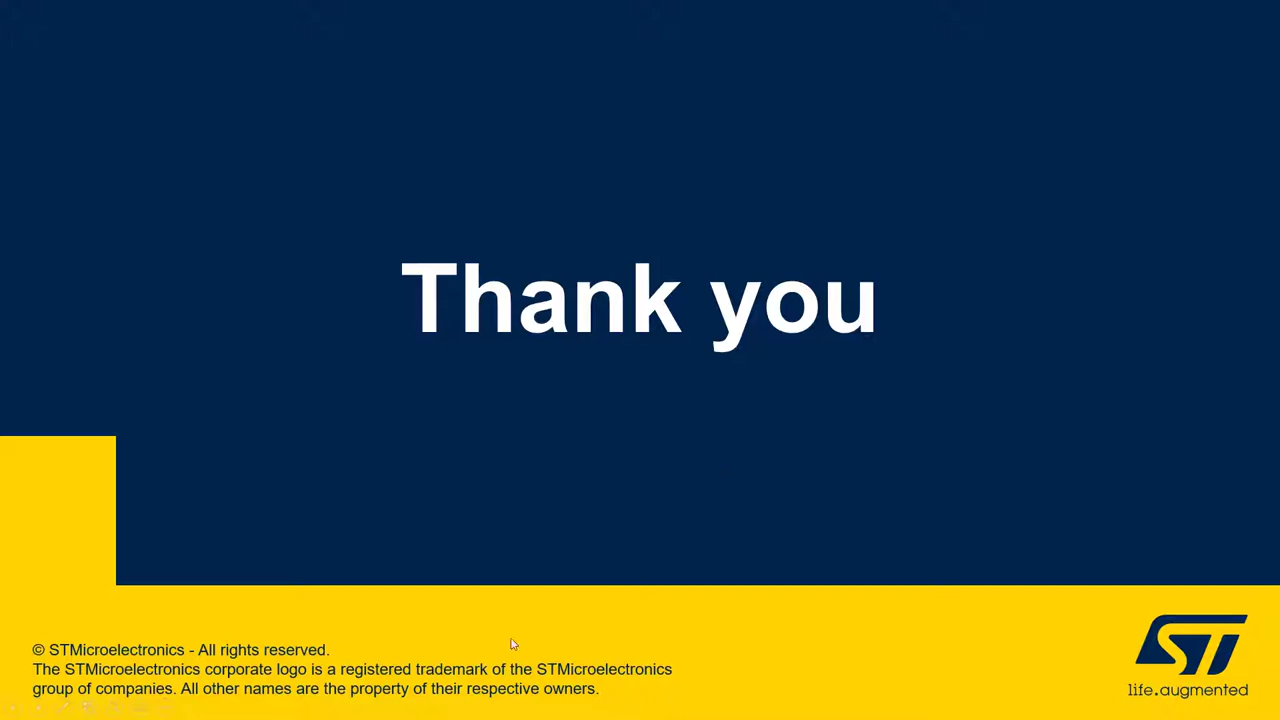 Thank you
© STMicroelectronics - All rights reserved.
The STMicroelectronics corporate logo is a registered trademark of the STMicroelectronics
group of companies. All other names are the property of their respective owners.
ST
life.augmented